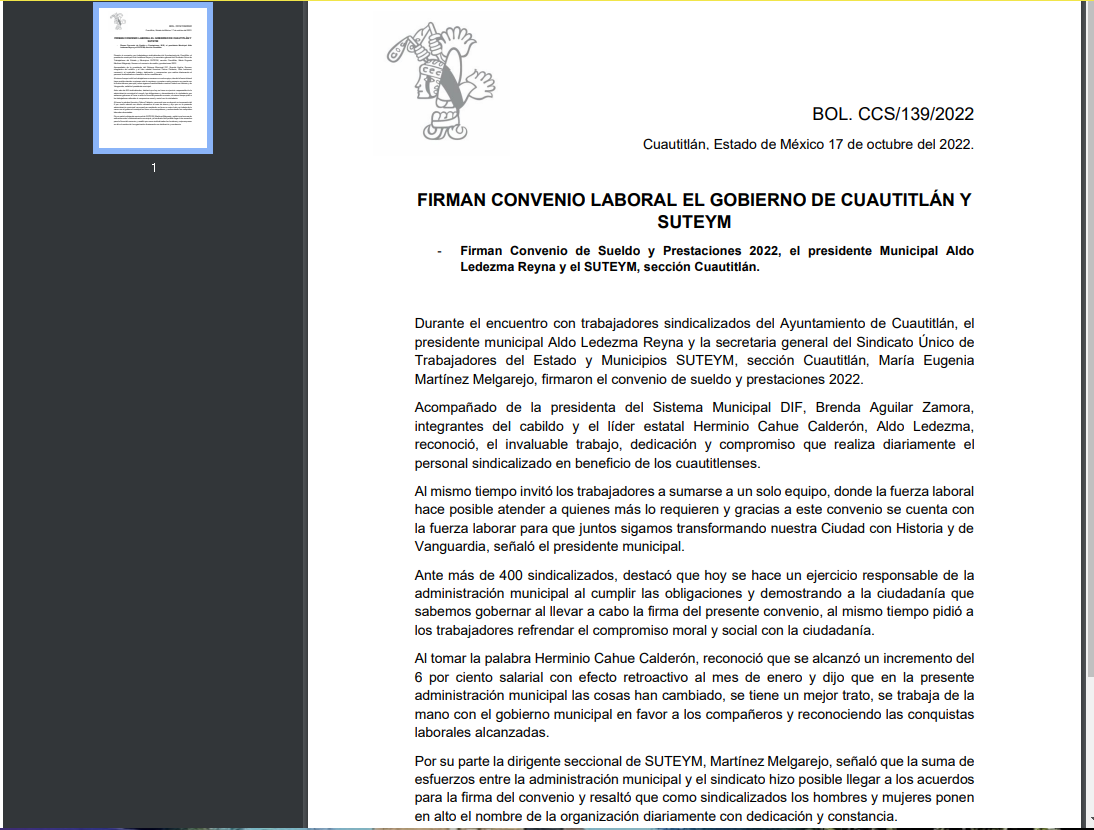 BOL. CCS/139/2022
Cuautitlán, Estado de México 17 de octubre del 2022.
FIRMAN CONVENIO LABORAL EL GOBIERNO DE CUAUTITLÁN Y
SUTEYM
- Firman Convenio de Sueldo y Prestaciones 2022, el presidente Municipal Aldo
Ledezma Reyna y el SUTEYM, sección Cuautitlán.
Durante el encuentro con trabajadores sindicalizados del Ayuntamiento de Cuautitlán, el
presidente municipal Aldo Ledezma Reyna y la secretaria general del Sindicato Único de
Trabajadores del Estado y Municipios SUTEYM, sección Cuautitlán, María Eugenia
Martínez Melgarejo, firmaron el convenio de sueldo y prestaciones 2022.
Acompañado de la presidenta del Sistema Municipal DIF, Brenda Aguilar Zamora,
integrantes del cabildo y el líder estatal Herminio Cahue Calderón, Aldo Ledezma,
reconoció, el invaluable trabajo, dedicación y compromiso que realiza diariamente el
personal sindicalizado en beneficio de los cuautitlenses.
Al mismo tiempo invitó los trabajadores a sumarse a un solo equipo, donde la fuerza laboral
hace posible atender a quienes más lo requieren y gracias a este convenio se cuenta con
la fuerza laborar para que juntos sigamos transformando nuestra Ciudad con Historia y de
Vanguardia, señaló el presidente municipal.
Ante más de 400 sindicalizados, destacó que hoy se hace un ejercicio responsable de la
administración municipal al cumplir las obligaciones y demostrando a la ciudadanía que
sabemos gobernar al llevar a cabo la firma del presente convenio, al mismo tiempo pidió a
los trabajadores refrendar el compromiso moral y social con la ciudadanía.
Al tomar la palabra Herminio Cahue Calderón, reconoció que se alcanzó un incremento del
6 por ciento salarial con efecto retroactivo al mes de enero y dijo que en la presente
administración municipal las cosas han cambiado, se tiene un mejor trato, se trabaja de la
mano con el gobierno municipal en favor a los compañeros y reconociendo las conquistas
laborales alcanzadas.
Por su parte la dirigente seccional de SUTEYM, Martínez Melgarejo, señaló que la suma de
esfuerzos entre la administración municipal y el sindicato hizo posible llegar a los acuerdos
para la firma del convenio y resaltó que como sindicalizados los hombres y mujeres ponen
en alto el nombre de la organización diariamente con dedicación y constancia.
1